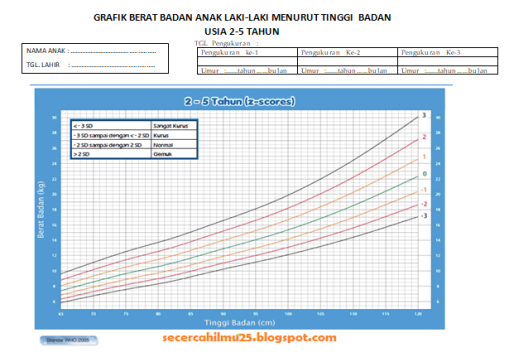 GRAFIK BERAT BADAN ANAK LAKI-LAKI MENURUT TINGGI BADAN
USIA 2-5 TAHUN
NAMA ANAK : ..........................................
TGL. LAHIR : ..........................................
TGL Pengukuran :
Pengukuran ke-1 Pengukuran Ke-2 Pengukuran Ke-3
Umur :......tahun ......bulan Umur :......tahun ......bulan Umur :......tahun ......bulan
2 - 5 Tahun (z-scores)
< - 3 SD Sangat Kurus
- 3 SD sampai dengan < - 2 SD Kurus
- 2 SD sampai dengan 2 SD Normal
> 2 SD Gemuk
3
2
1
0
-1
-2
-3
Berat Badan (kg)
Tinggi Badan (cm)
Standar WHO 2005
secercahilmu25.blogspot.com